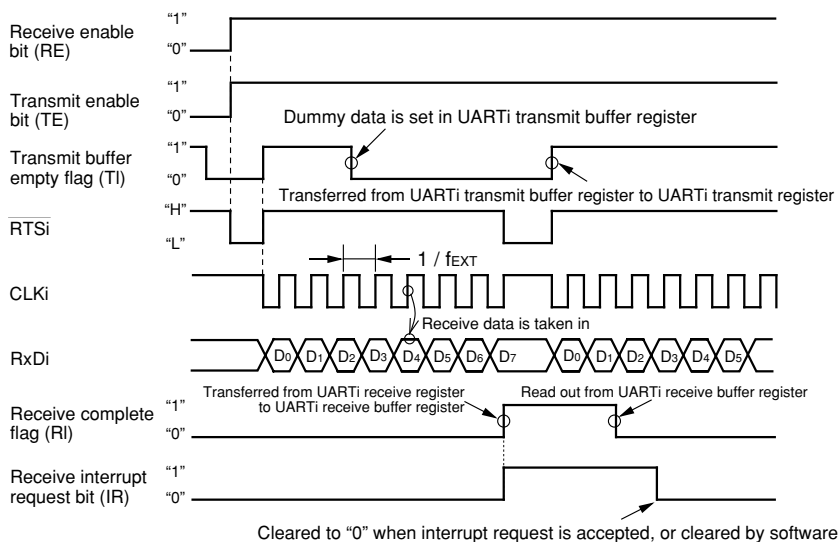 Receive enable
bit (RE)
“1”
“0”
Transmit enable
bit (TE)
“1”
“0”
Dummy data is set in UARTi transmit buffer register
Transmit buffer
empty flag (Tl)
“1”
“0”
Transferred from UARTi transmit buffer register to UARTi transmit register
RTSi
“H”
“L”
1 / fEXT
CLKi
Receive data is taken in
RxDi
D0 D1 D2 D3 D4 D5 D6 D7 D0 D1 D2 D3 D4 D5
Transferred from UARTi receive register
to UARTi receive buffer register
Read out from UARTi receive buffer register
Receive complete
flag (Rl)
“1”
“0”
Receive interrupt
request bit (IR)
“1”
“0”
Cleared to “0” when interrupt request is accepted, or cleared by software